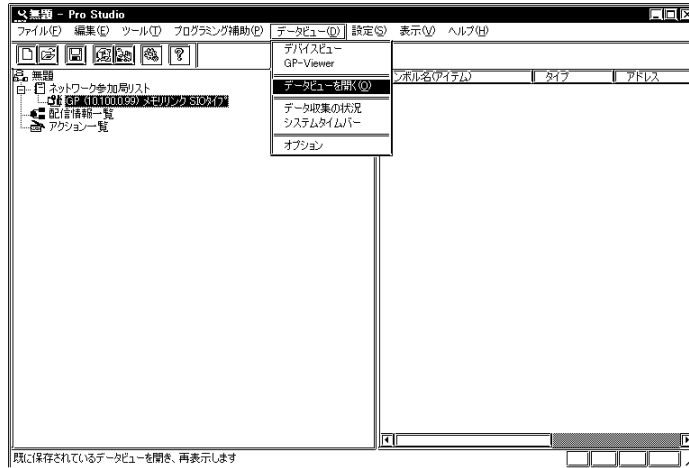 無題 - Pro Studio
ファイル(F) 編集(E) ツール(T) プログラミング補助(P) データビュー(D) 設定(S) 表示(V) ヘルプ(H)
デバイスビュー
GP-Viewer
データビューを開く(O)
データ収集の状況
システムタイムバー
オプション
無題
ネットワーク参加局リスト
GP (10.100.0.99) メモリリンク SIOタイプ
配信情報一覧
アクション一覧
ンボル名(アイテム) タイプ アドレス
既に保存されているデータビューを開き、再表示します